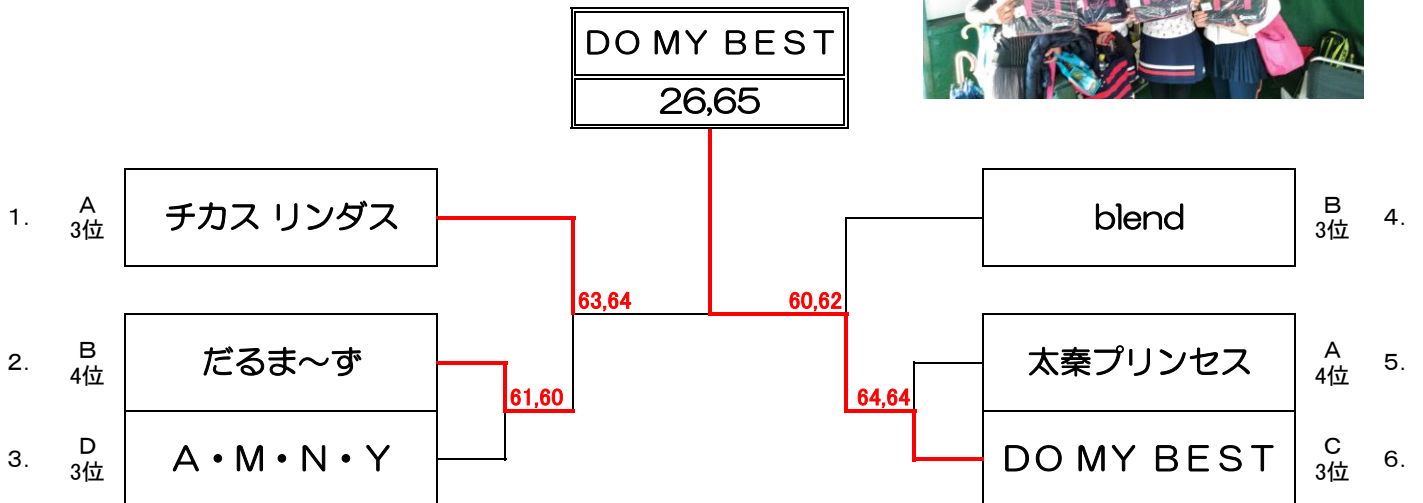 DO MY BEST
26,65
1.
A
3位
チカス リンダス
blend
B
3位
4.
63,64
60,62
2.
B
4位
だるま～ず
太秦プリンセス
A
4位
5.
61,60
64,64
3.
D
3位
A・M・N・Y
DO MY BEST
C
3位
6.